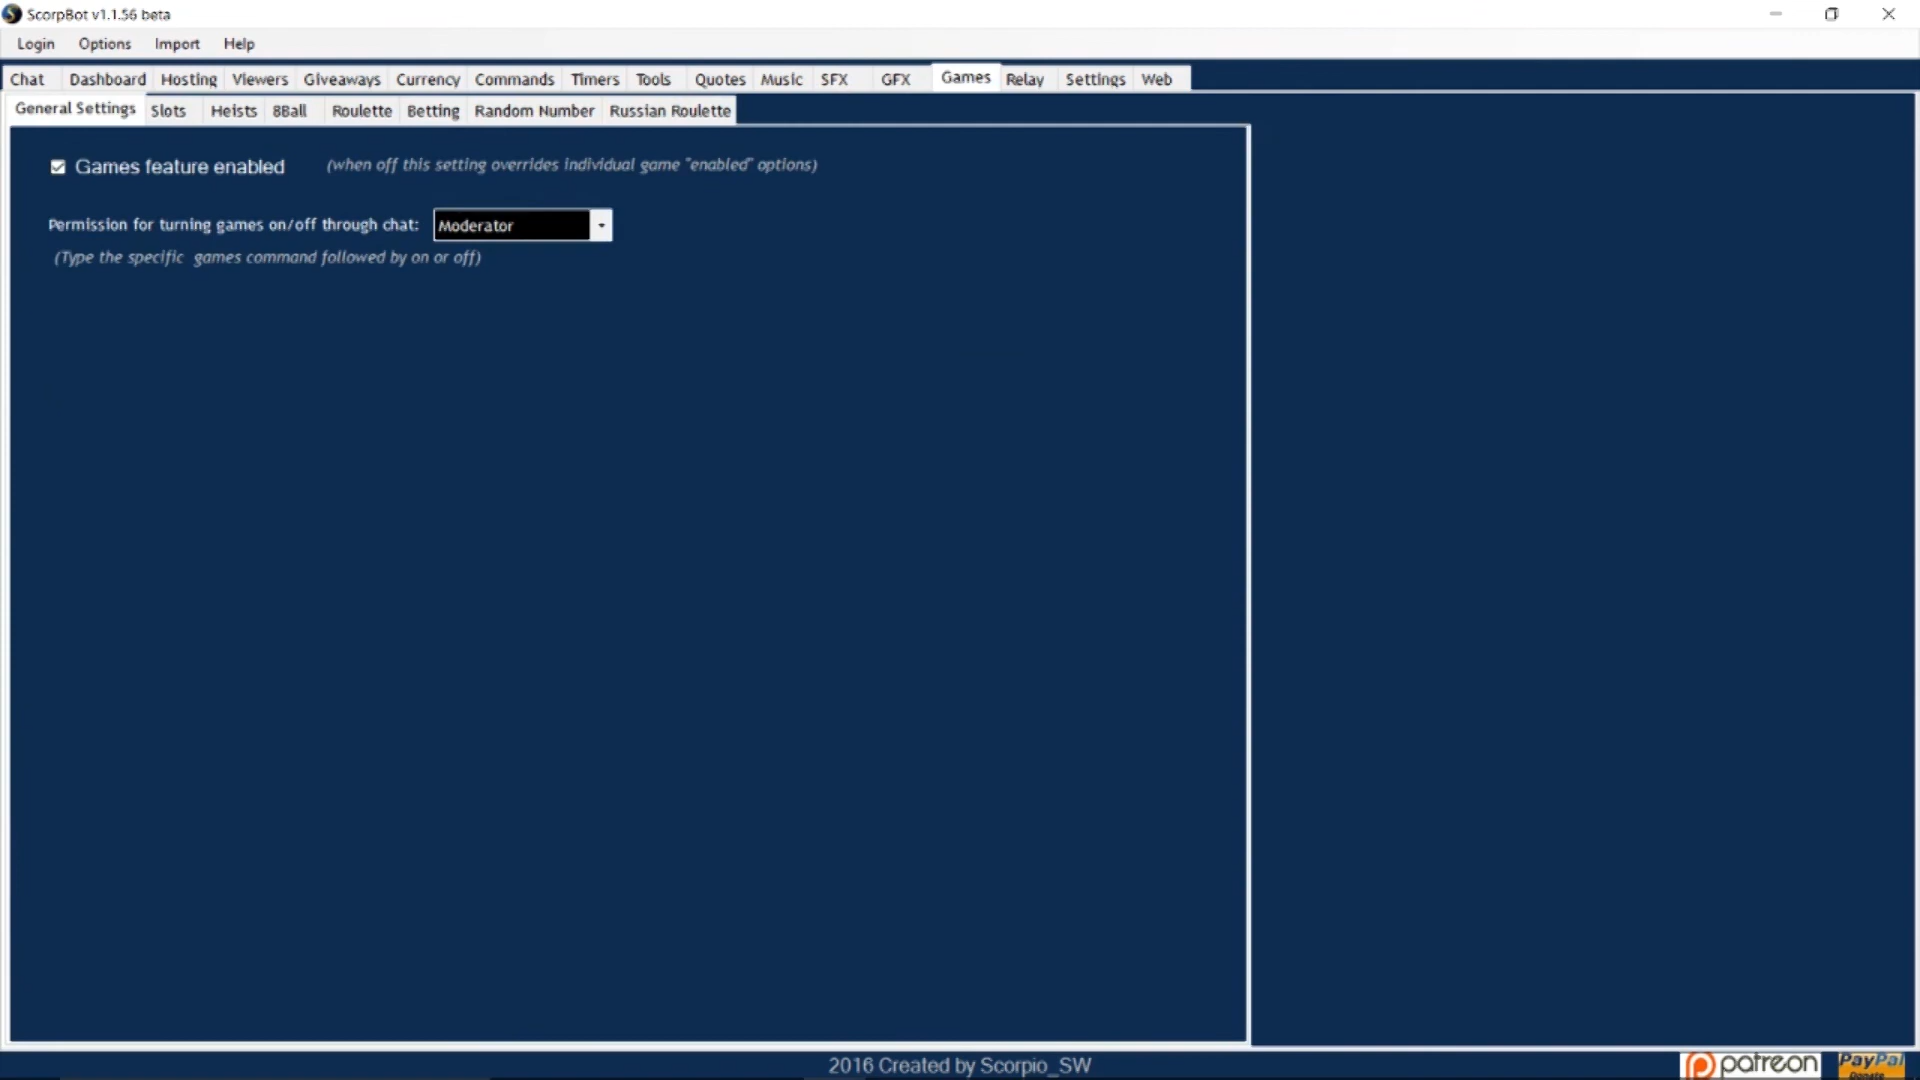 ScorpBot v1.1.56 beta
Login Options Import Help
Chat Dashboard Hosting Viewers Giveaways Currency Commands Timers Tools Quotes Music SFX GFX Games Relay Settings Web
General Settings Slots Heists 8Ball Roulette Betting Random Number Russian Roulette
Games feature enabled (when off this setting overrides individual game "enabled" options)
Permission for turning games on/off through chat: Moderator
(Type the specific games command followed by on or off)
2016 Created by Scorpio_SW patreon PayPal
Donate